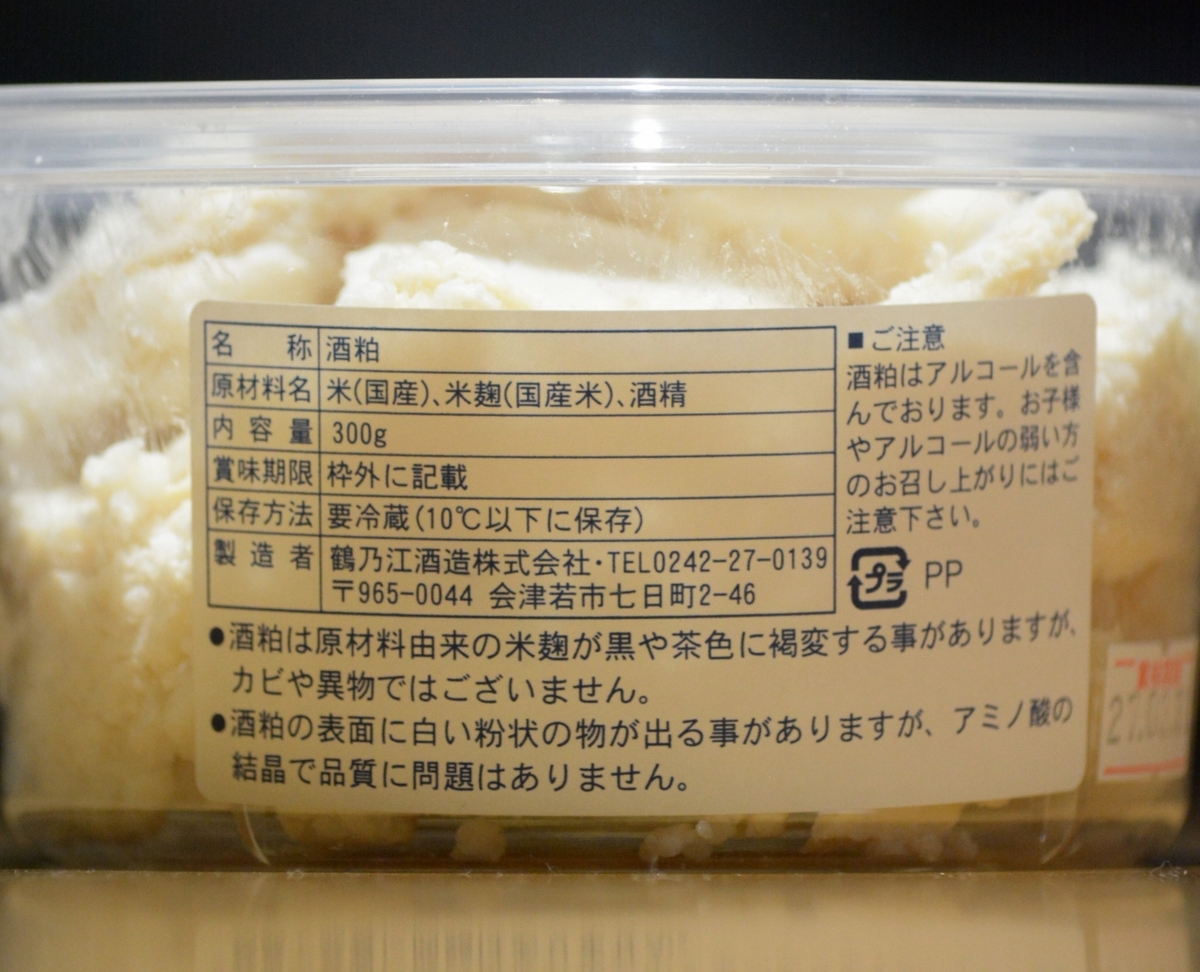 名称 酒粕
原材料名 米(国産)、米麹(国産米)、酒精
内容量 300g
賞味期限 枠外に記載
保存方法 要冷蔵(10℃以下に保存)
製造者 鶴乃江酒造株式会社・TEL0242-27-0139
〒965-0044 会津若市七日町2-46
■ご注意
酒粕はアルコールを含
んでおります。お子様
やアルコールの弱い方
のお召し上がりにはご
注意下さい。
プラ PP
●酒粕は原材料由来の米麹が黒や茶色に褐変する事がありますが、
カビや異物ではございません。
●酒粕の表面に白い粉状の物が出る事がありますが、アミノ酸の
結晶で品質に問題はありません。